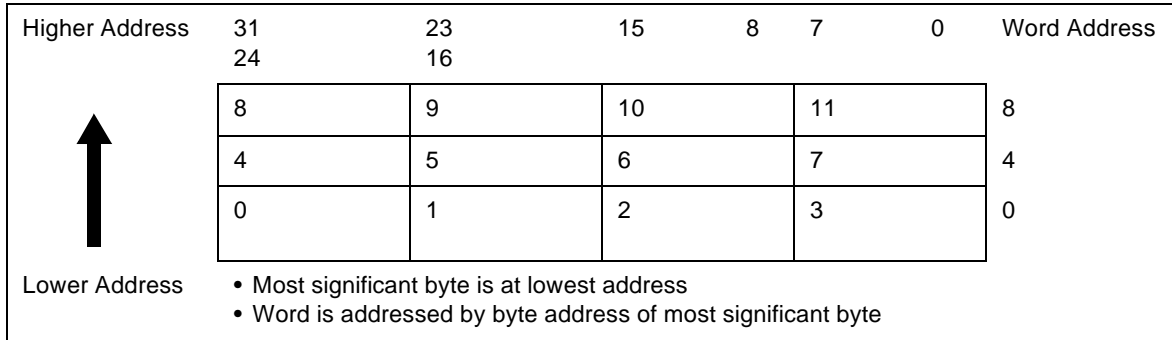 Higher Address 31 23 15 8 7 0 Word Address
24 16
8 9 10 11 8
4 5 6 7 4
0 1 2 3 0
Lower Address • Most significant byte is at lowest address
• Word is addressed by byte address of most significant byte